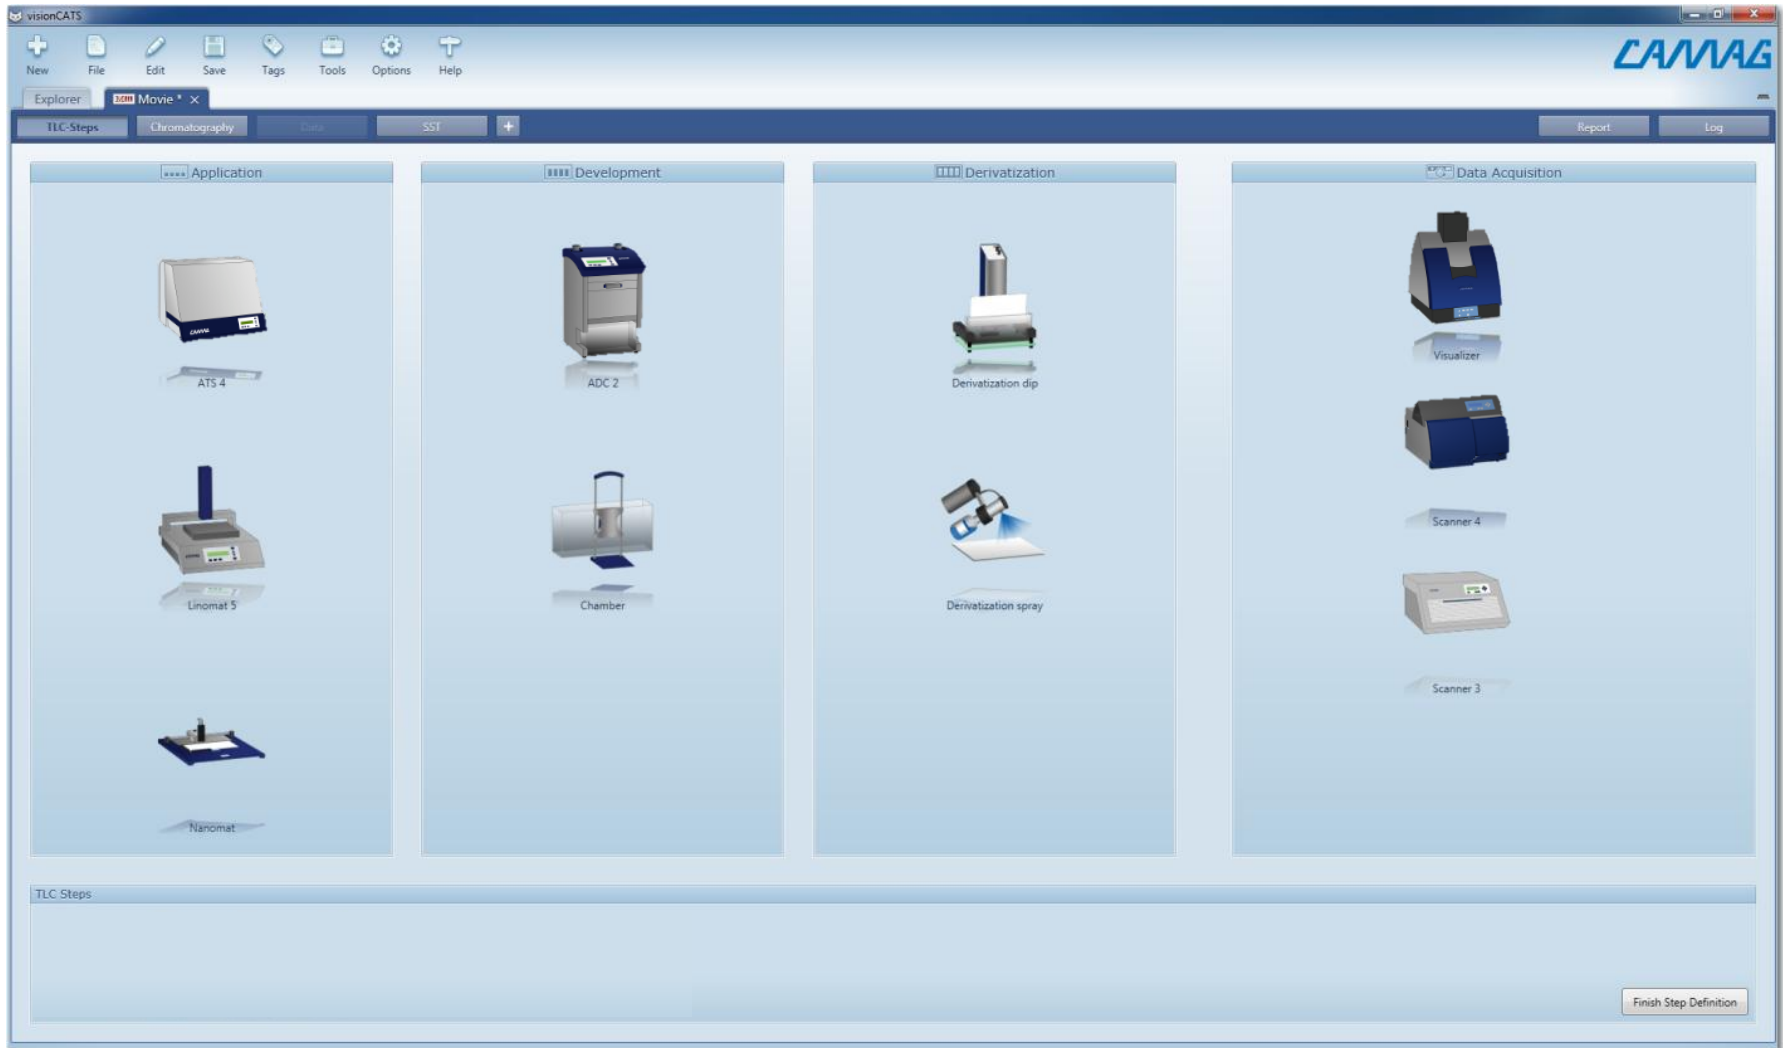 visionCATS
New File Edit Save Tags Tools Options Help
CAMAG
Explorer Movie * ×
TLC-Steps Chromatography Data SST + Report Log
Application Development Derivatization Data Acquisition
CAMAG
Visualizer
ATS 4 ADC 2 Derivatization dip
Scanner 4
Linomat 5 Chamber Derivatization spray
Scanner 3
Nanomat
TLC Steps
Finish Step Definition